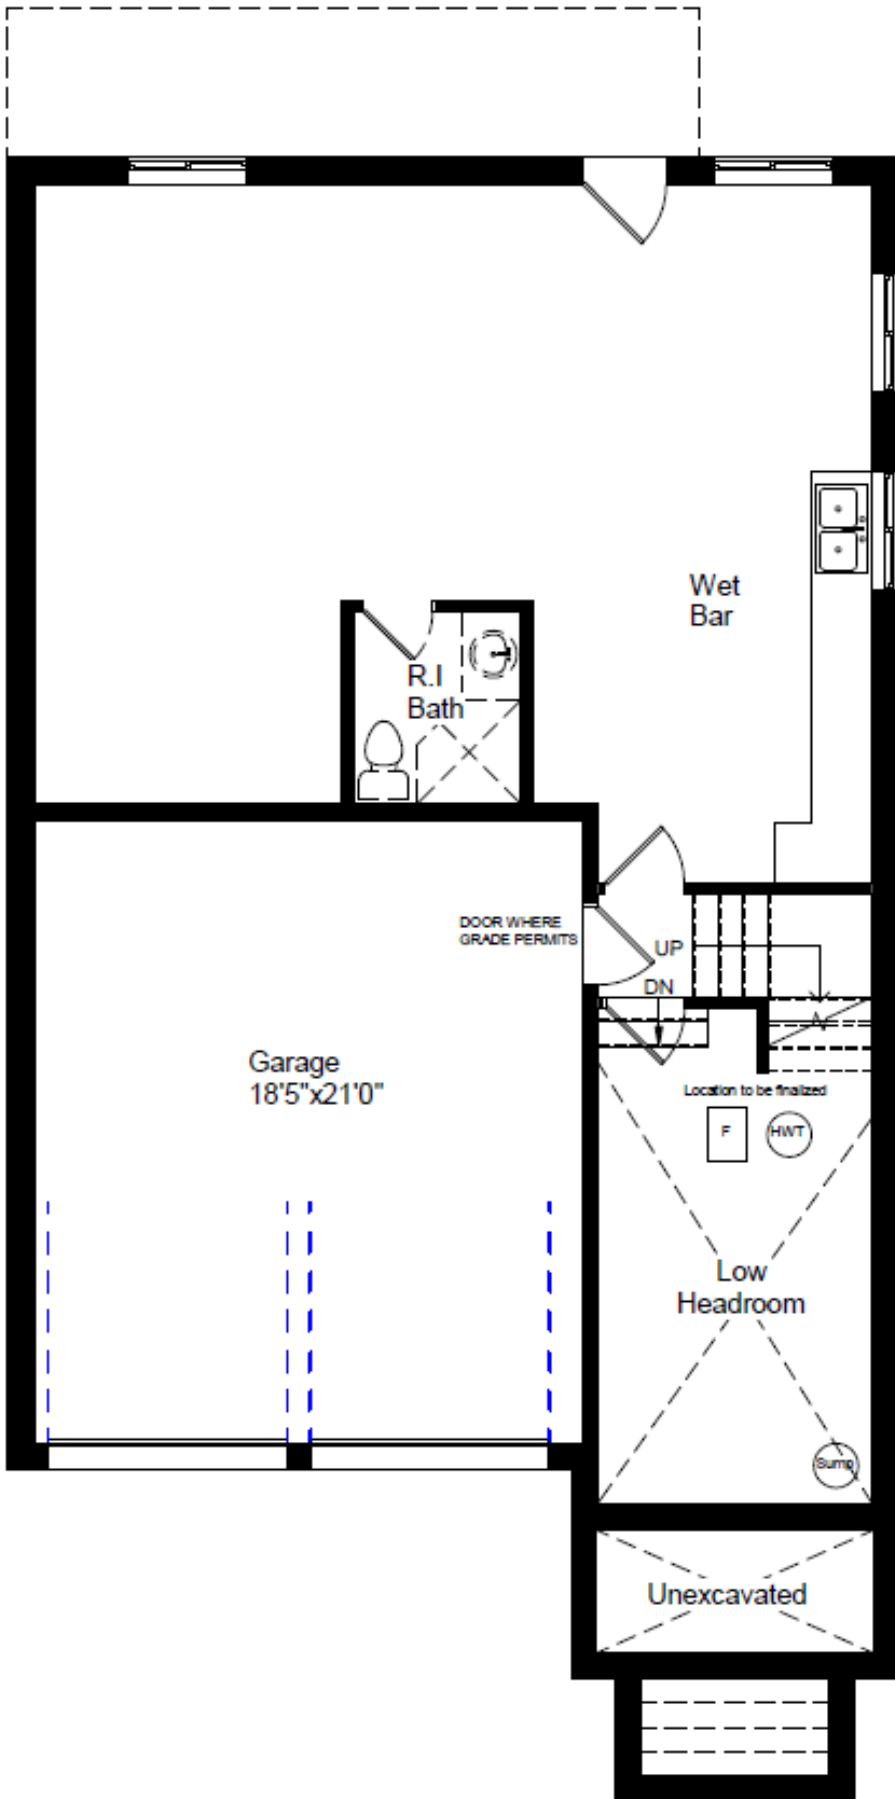 Wet
Bar
R.I
Bath
DOOR WHERE
GRADE PERMITS
UP
DN
Garage
18'5"x21'0"
Location to be finalized
F
HWT
Low
Headroom
Sump
Unexcavated